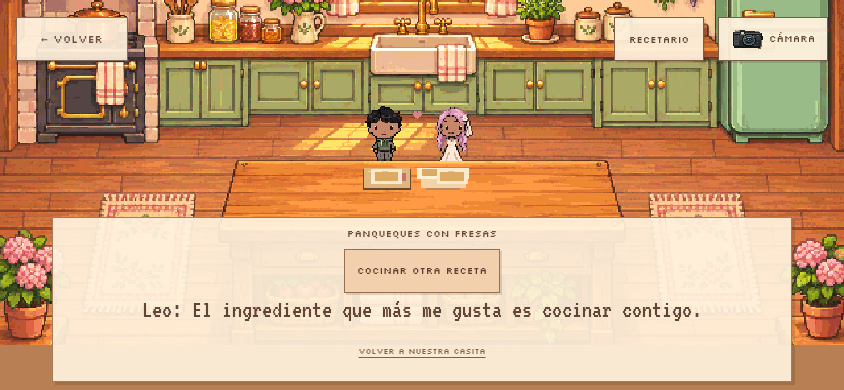 ← VOLVER
RECETARIO
CÁMARA
PANQUEQUES CON FRESAS
COCINAR OTRA RECETA
Leo: El ingrediente que más me gusta es cocinar contigo.
VOLVER A NUESTRA CASITA